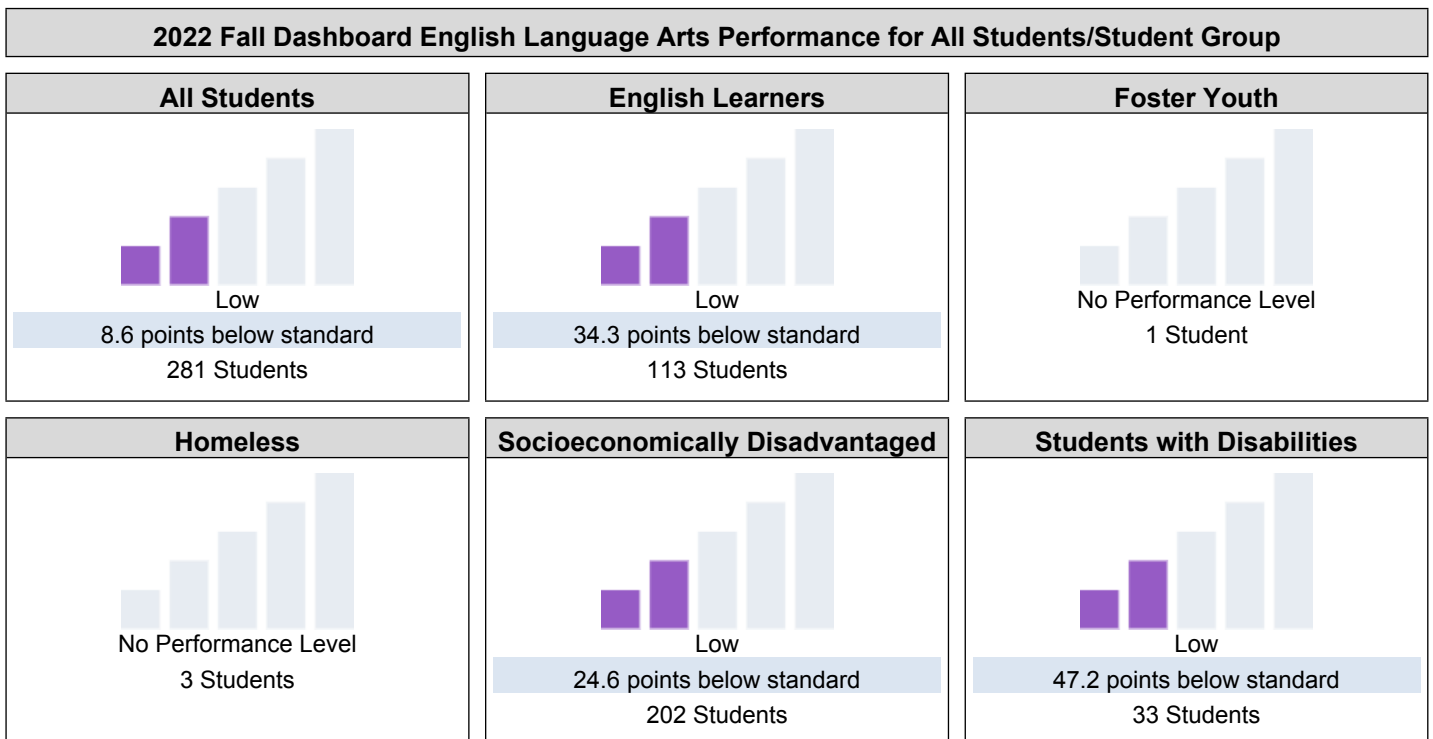 2022 Fall Dashboard English Language Arts Performance for All Students/Student Group
All Students
Low
8.6 points below standard
281 Students
English Learners
Low
34.3 points below standard
113 Students
Foster Youth
No Performance Level
1 Student
Homeless
No Performance Level
3 Students
Socioeconomically Disadvantaged
Low
24.6 points below standard
202 Students
Students with Disabilities
Low
47.2 points below standard
33 Students